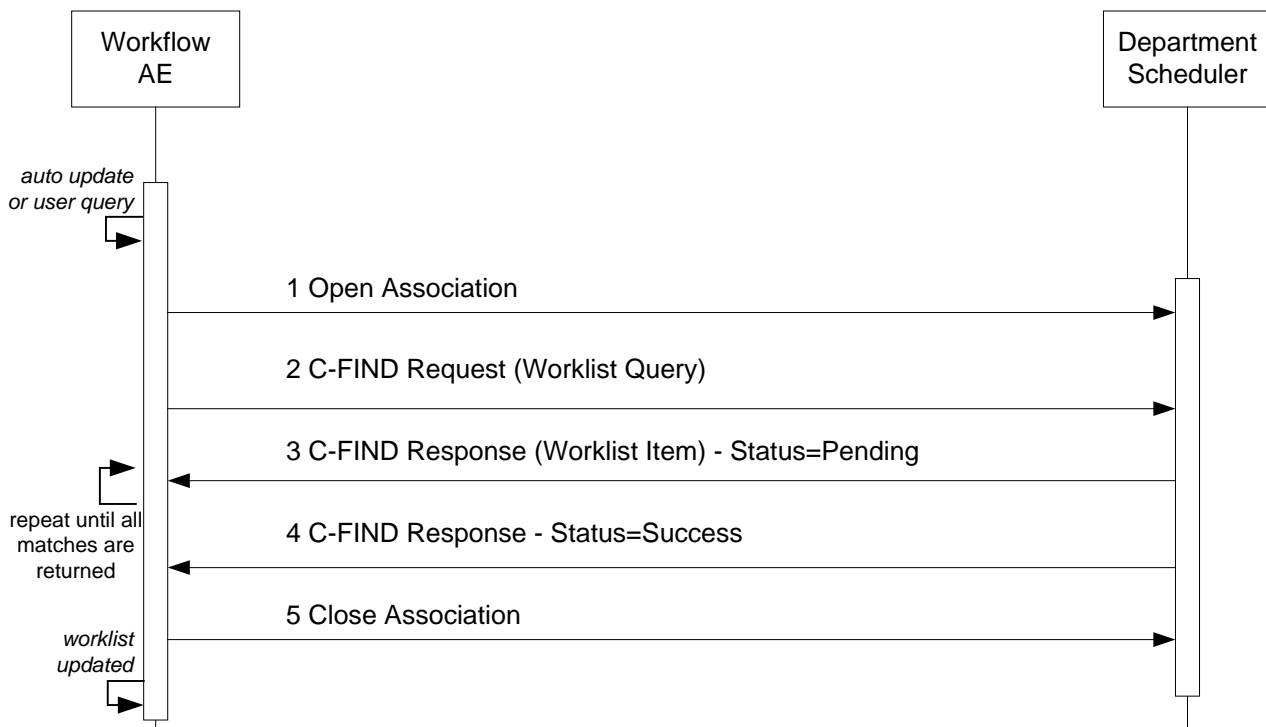 Workflow
AE
Department
Scheduler
auto update
or user query
1 Open Association
2 C-FIND Request (Worklist Query)
3 C-FIND Response (Worklist Item) - Status=Pending
repeat until all
matches are
returned
4 C-FIND Response - Status=Success
5 Close Association
worklist
updated